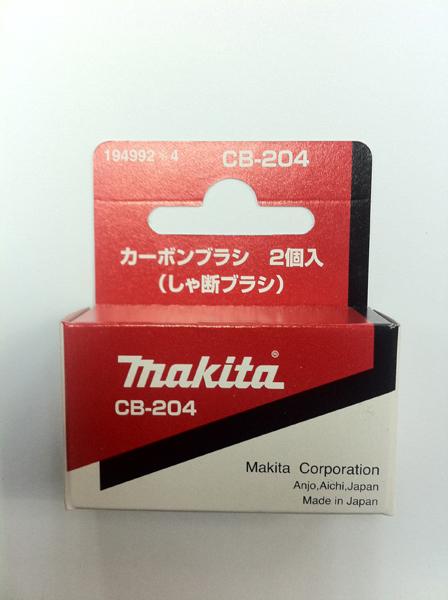 194992-4 CB-204
カーボンブラシ 2個入
(しゃ断ブラシ)
makita®
CB-204
Makita Corporation
Anjo,Aichi,Japan
Made in Japan